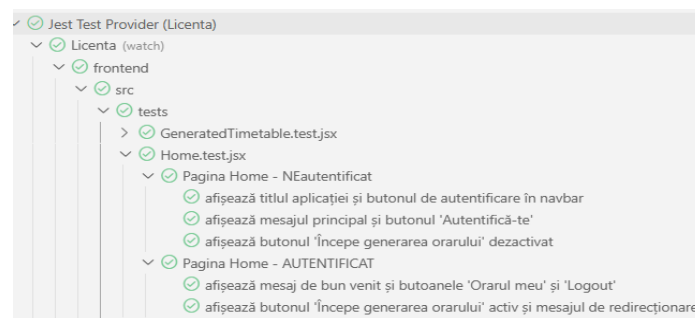 Jest Test Provider (Licenta)
Licenta (watch)
frontend
src
tests
GeneratedTimetable.test.jsx
Home.test.jsx
Pagina Home - NEautentificat
afișează titlul aplicației și butonul de autentificare în navbar
afișează mesajul principal și butonul 'Autentifică-te'
afișează butonul 'Începe generarea orarului' dezactivat
Pagina Home - AUTENTIFICAT
afișează mesaj de bun venit și butoanele 'Orarul meu' și 'Logout'
afișează butonul 'Începe generarea orarului' activ și mesajul de redirecționare